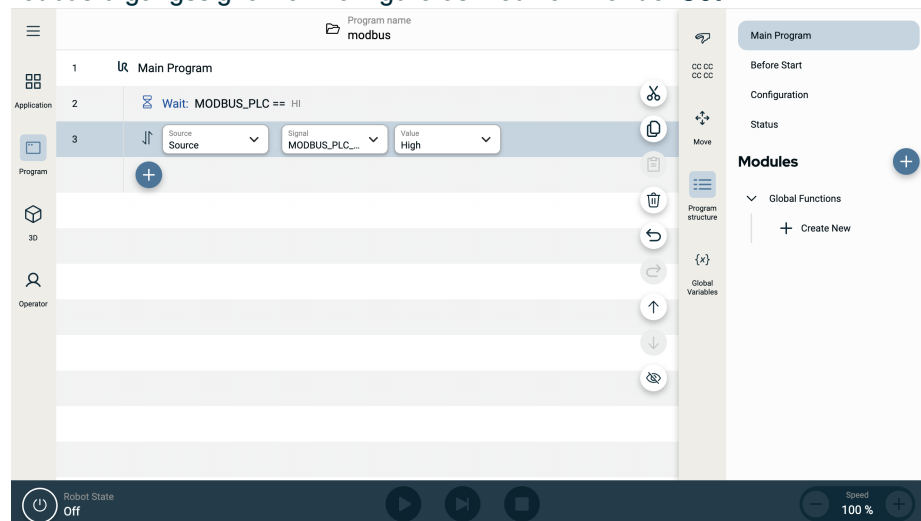 Program name
modbus
1 Main Program
Application
2 Wait: MODBUS_PLC == HI
3 Source
Source
Signal
MODBUS_PLC_...
Value
High
Program
3D
Operator
CC CC
CC CC
Move
Program
structure
{x}
Global
Variables
Main Program
Before Start
Configuration
Status
Modules
Global Functions
Create New
Robot State
Off
Speed
100 %